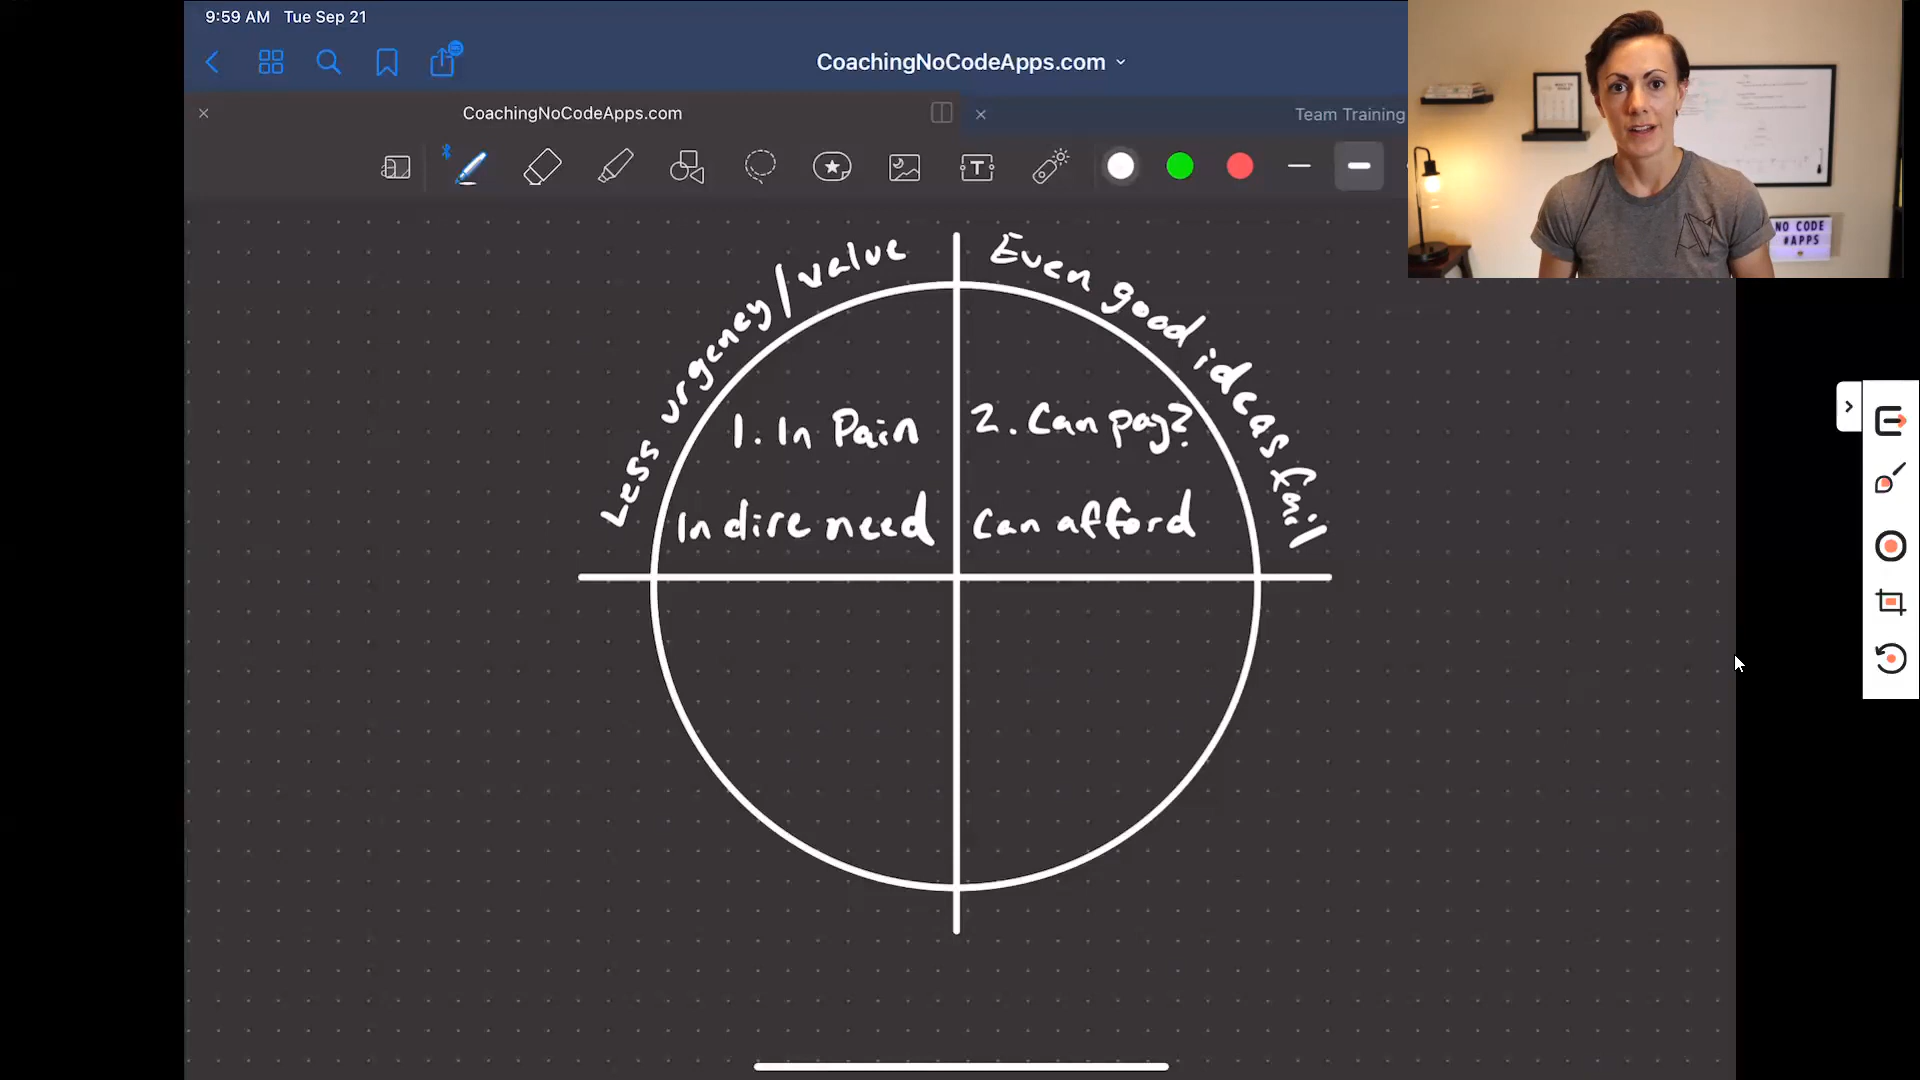 9:59 AM Tue Sep 21
CoachingNoCodeApps.com
CoachingNoCodeApps.com
Team Training
NO CODE
#APPS
Less urgency/value
Even good ideas fail
1. In Pain
2. Can pay?
In dire need
Can afford